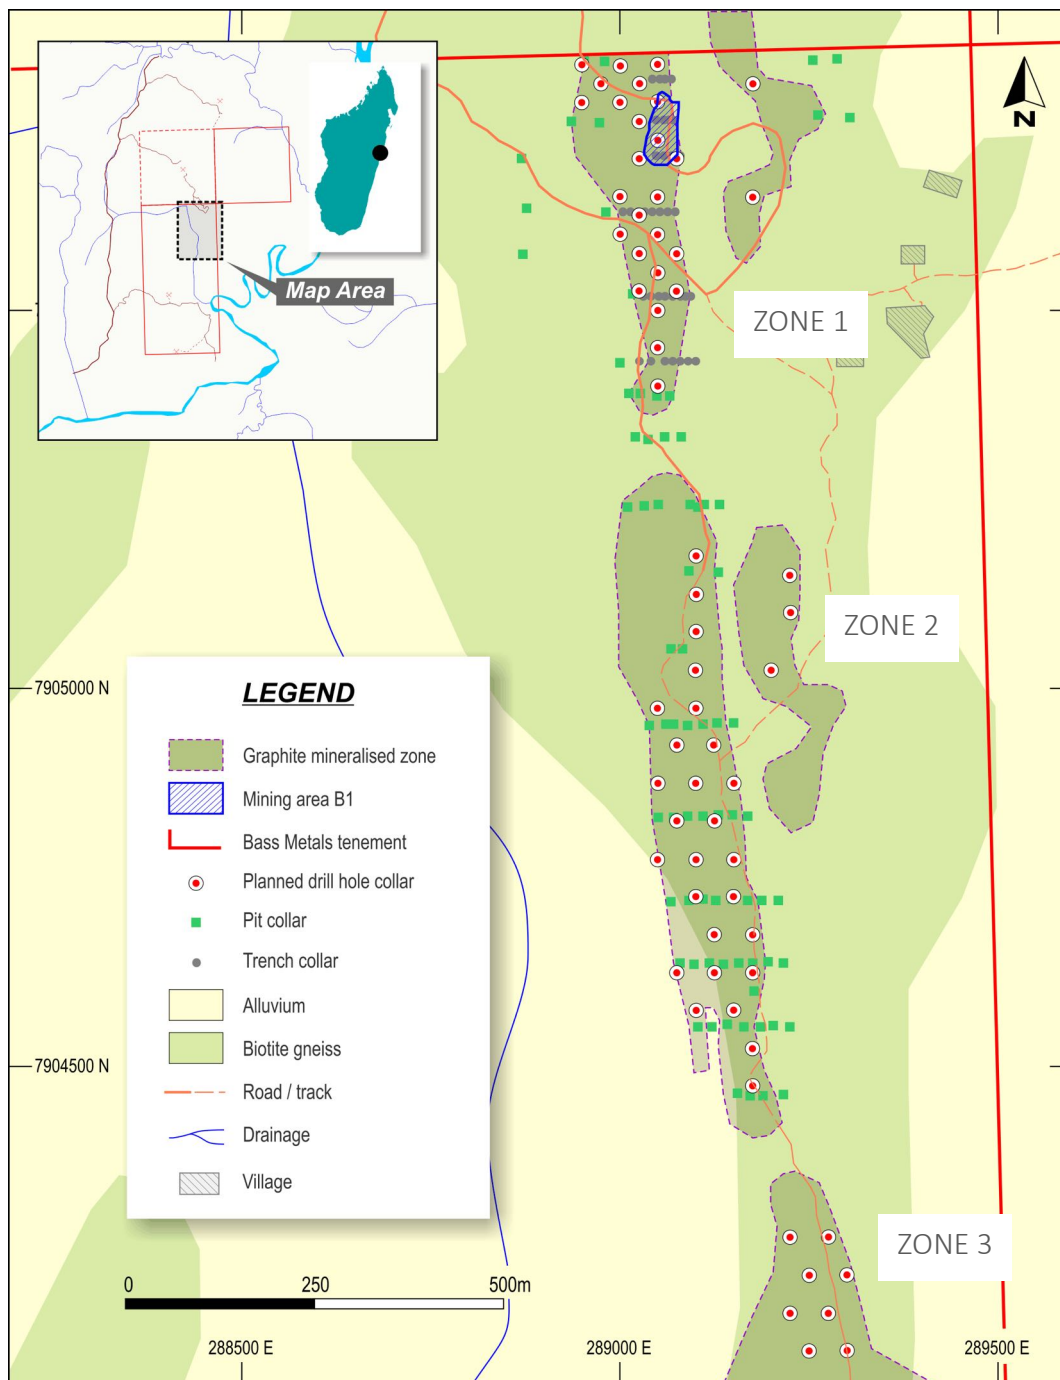 N
Map Area
ZONE 1
ZONE 2
7905000 N
LEGEND
Graphite mineralised zone
Mining area B1
Bass Metals tenement
Planned drill hole collar
Pit collar
Trench collar
Alluvium
Biotite gneiss
7904500 N
Road / track
Drainage
Village
ZONE 3
0 250 500m
288500 E 289000 E 289500 E